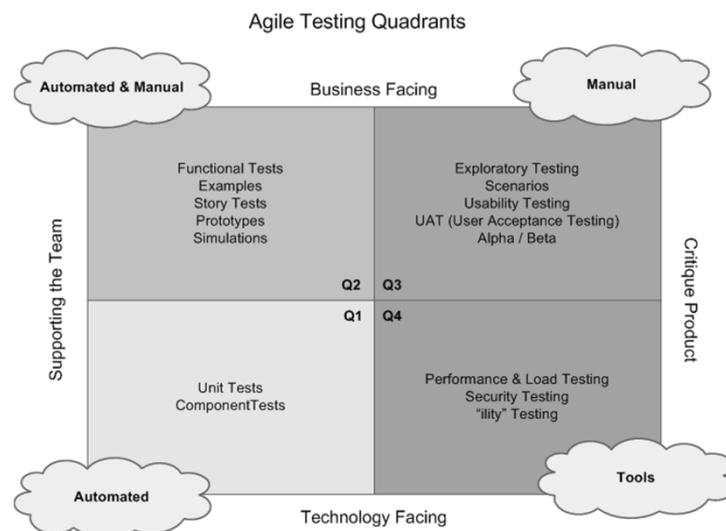 Agile Testing Quadrants
Automated & Manual
Business Facing
Manual
Functional Tests
Examples
Story Tests
Prototypes
Simulations
Exploratory Testing
Scenarios
Usability Testing
UAT (User Acceptance Testing)
Alpha / Beta
Supporting the Team
Critique Product
Q2
Q3
Q1
Q4
Unit Tests
ComponentTests
Performance & Load Testing
Security Testing
“ility” Testing
Automated
Tools
Technology Facing